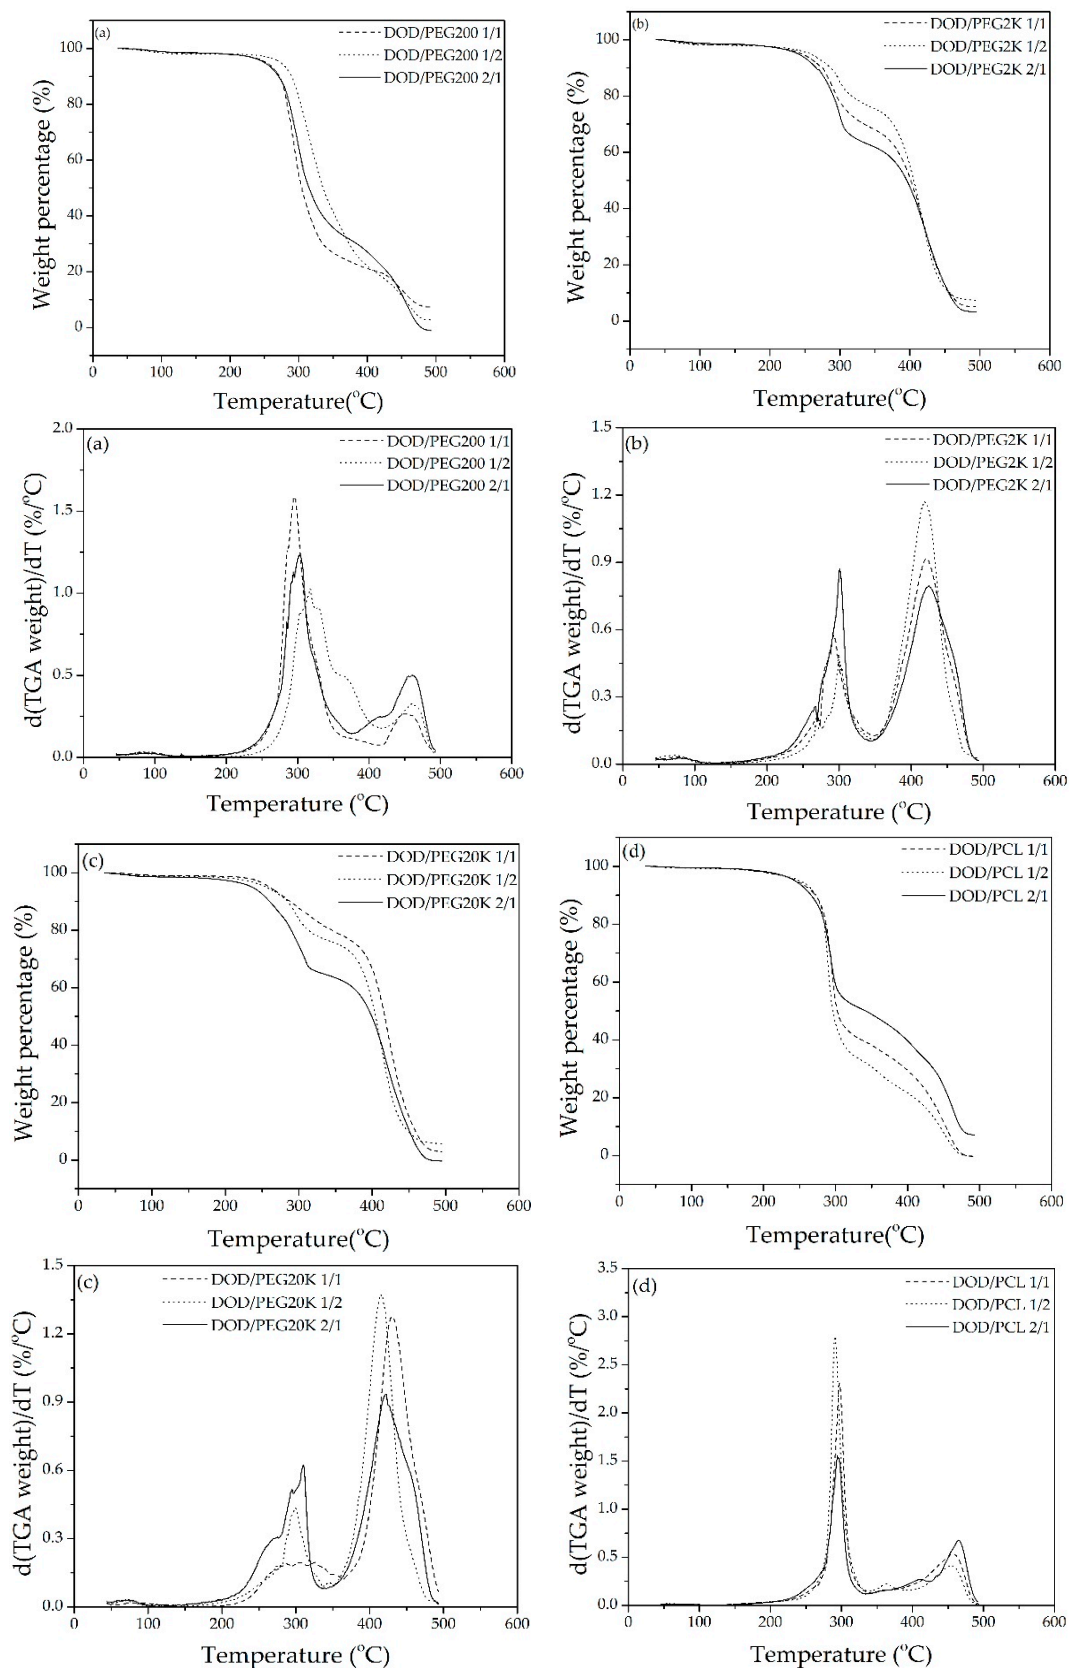 (a)
DOD/PEG200 1/1
DOD/PEG200 1/2
DOD/PEG200 2/1
Weight percentage (%)
100
80
60
40
20
0
0 100 200 300 400 500 600
Temperature(°C)
(b)
DOD/PEG2K 1/1
DOD/PEG2K 1/2
DOD/PEG2K 2/1
Weight percentage (%)
100
80
60
40
20
0
0 100 200 300 400 500 600
Temperature(°C)
(a)
DOD/PEG200 1/1
DOD/PEG200 1/2
DOD/PEG200 2/1
d(TGA weight)/dT (%/°C)
2.0
1.5
1.0
0.5
0.0
0 100 200 300 400 500 600
Temperature (°C)
(b)
DOD/PEG2K 1/1
DOD/PEG2K 1/2
DOD/PEG2K 2/1
d(TGA weight)/dT (%/°C)
1.5
1.2
0.9
0.6
0.3
0.0
0 100 200 300 400 500 600
Temperature (°C)
(c)
DOD/PEG20K 1/1
DOD/PEG20K 1/2
DOD/PEG20K 2/1
Weight percentage (%)
100
80
60
40
20
0
0 100 200 300 400 500 600
Temperature(°C)
(d)
DOD/PCL 1/1
DOD/PCL 1/2
DOD/PCL 2/1
Weight percentage (%)
100
80
60
40
20
0
0 100 200 300 400 500 600
Temperature(°C)
(c)
DOD/PEG20K 1/1
DOD/PEG20K 1/2
DOD/PEG20K 2/1
d(TGA weight)/dT (%/°C)
1.5
1.2
0.9
0.6
0.3
0.0
0 100 200 300 400 500 600
Temperature (°C)
(d)
DOD/PCL 1/1
DOD/PCL 1/2
DOD/PCL 2/1
d(TGA weight)/dT (%/°C)
3.5
3.0
2.5
2.0
1.5
1.0
0.5
0.0
0 100 200 300 400 500 600
Temperature (°C)